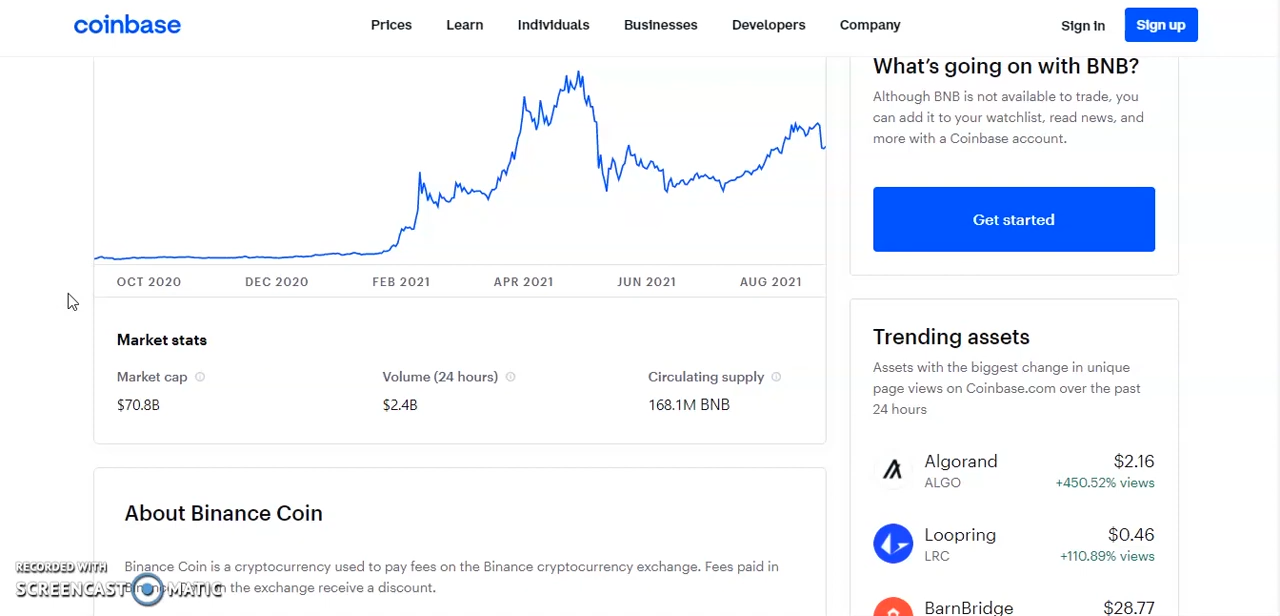 coinbase
Prices
Learn
Individuals
Businesses
Developers
Company
Sign in
Sign up
OCT 2020
DEC 2020
FEB 2021
APR 2021
JUN 2021
AUG 2021
Market stats
Market cap
Volume (24 hours)
Circulating supply
$70.8B
$2.4B
168.1M BNB
About Binance Coin
Binance Coin is a cryptocurrency used to pay fees on the Binance cryptocurrency exchange. Fees paid in
on the exchange receive a discount.
What's going on with BNB?
Although BNB is not available to trade, you
can add it to your watchlist, read news, and
more with a Coinbase account.
Get started
Trending assets
Assets with the biggest change in unique
page views on Coinbase.com over the past
24 hours
Algorand
$2.16
ALGO
+450.52% views
Loopring
$0.46
LRC
+110.89% views
BarnBridge
$28.77
RECORDED WITH
SCREENCAST MATIC